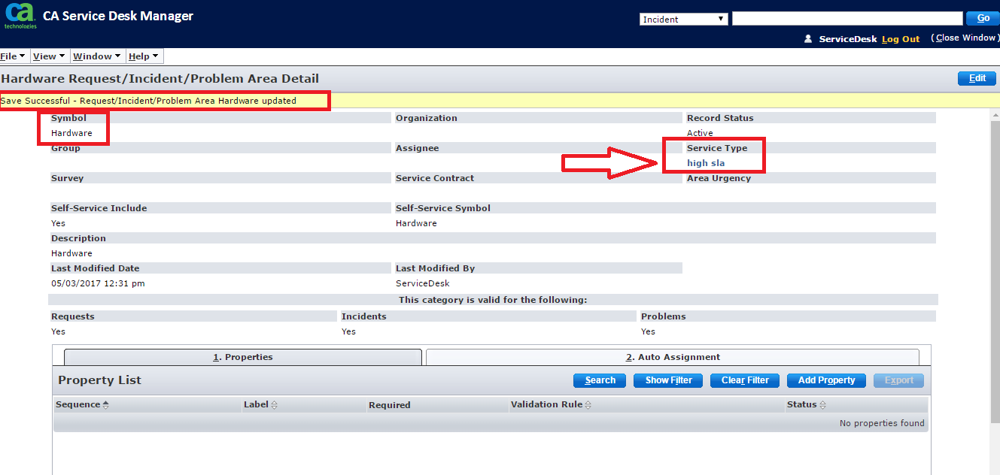 ca
technologies
CA Service Desk Manager
Incident
Go
ServiceDesk Log Out (Close Window)
File View Window Help
Hardware Request/Incident/Problem Area Detail
Edit
Save Successful - Request/Incident/Problem Area Hardware updated
Symbol Organization Record Status
Hardware Active
Group Assignee Service Type
high sla
Survey Service Contract Area Urgency
Self-Service Include Self-Service Symbol
Yes Hardware
Description
Hardware
Last Modified Date Last Modified By
05/03/2017 12:31 pm ServiceDesk
This category is valid for the following:
Requests Incidents Problems
Yes Yes Yes
1. Properties 2. Auto Assignment
Property List Search Show Filter Clear Filter Add Property Export
Sequence Label Required Validation Rule Status
No properties found